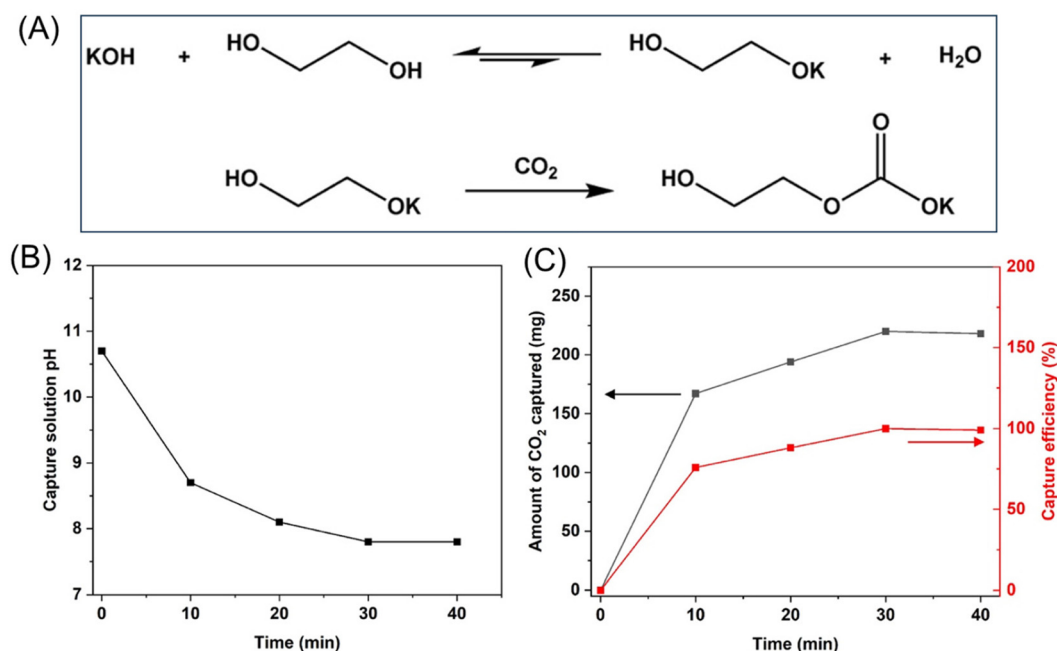 (A)
KOH + HO OH HO OK + H₂O
HO OK CO₂ HO O O OK
(B)
12
11
10
9
8
7
Capture solution pH
0 10 20 30 40
Time (min)
(C)
250
200
150
100
50
0
Amount of CO₂ captured (mg)
200
150
100
50
0
Capture efficiency (%)
0 10 20 30 40
Time (min)